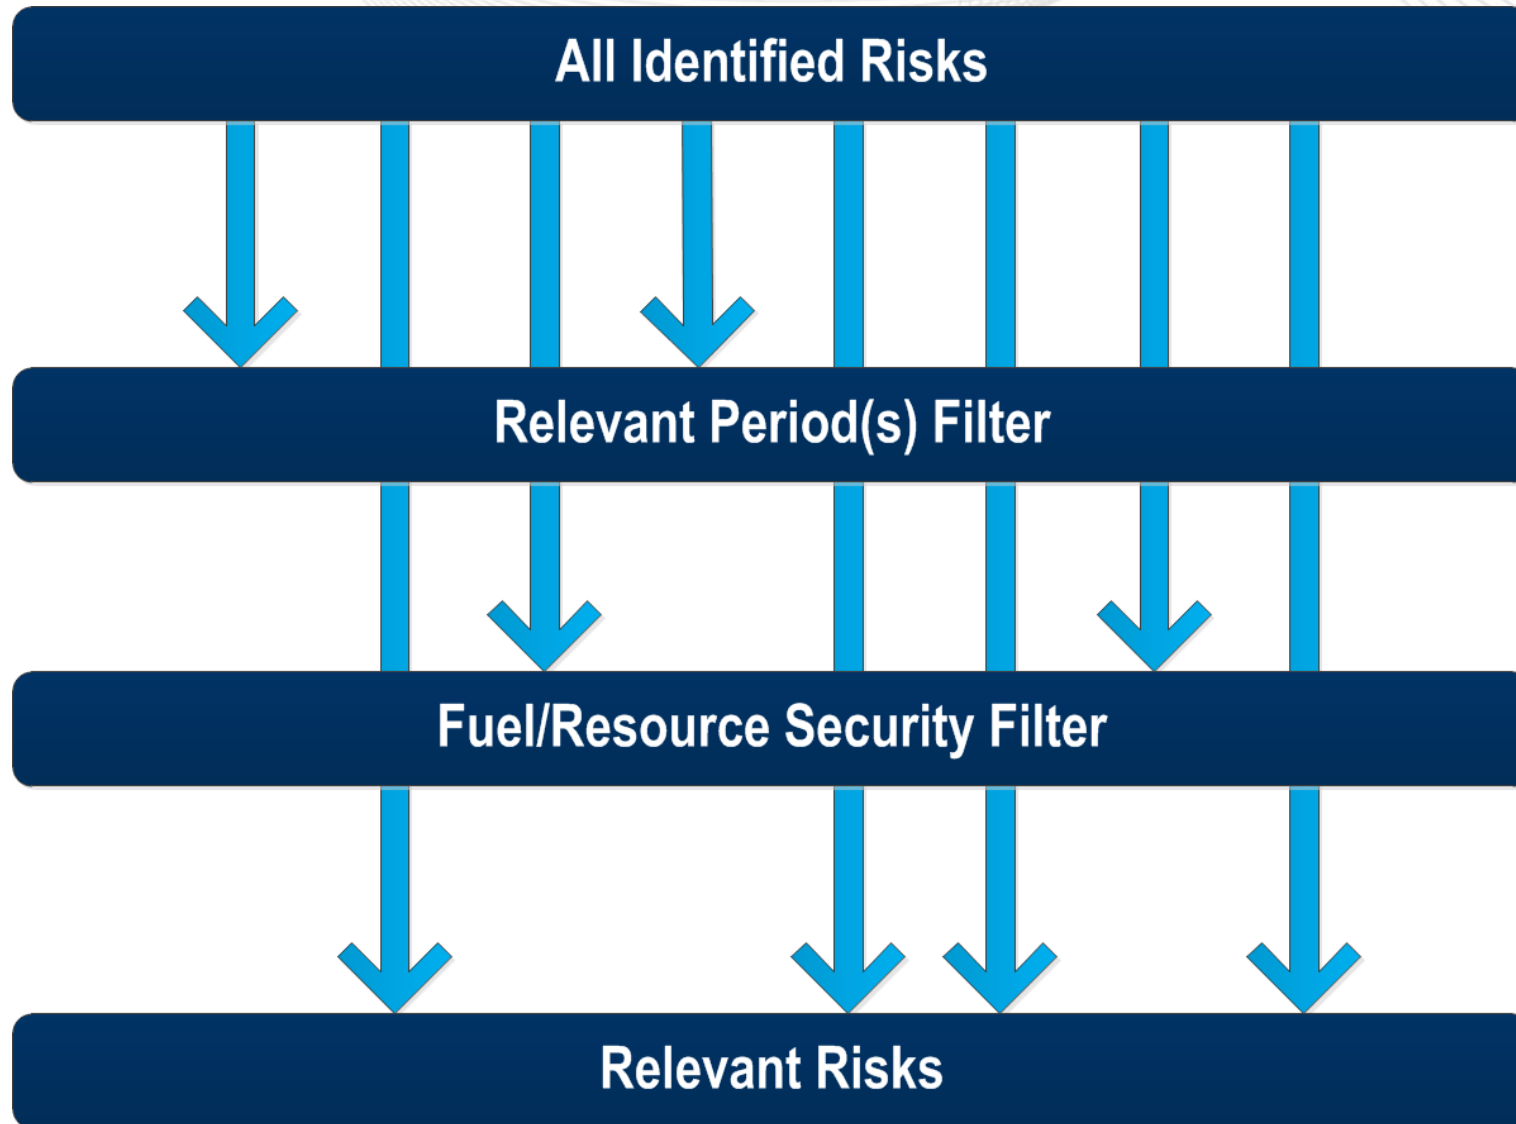 All Identified Risks
Relevant Period(s) Filter
Fuel/Resource Security Filter
Relevant Risks